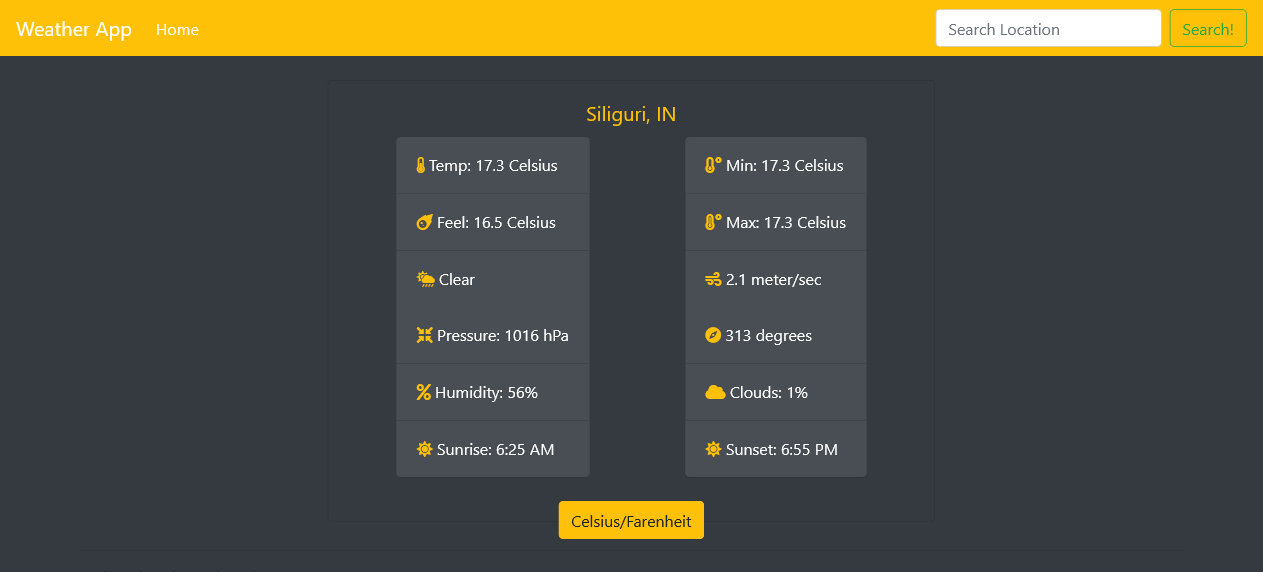 Weather App Home Search Location Search!
Siliguri, IN
Temp: 17.3 Celsius
Feel: 16.5 Celsius
Clear
Pressure: 1016 hPa
Humidity: 56%
Sunrise: 6:25 AM
Min: 17.3 Celsius
Max: 17.3 Celsius
2.1 meter/sec
313 degrees
Clouds: 1%
Sunset: 6:55 PM
Celsius/Farenheit